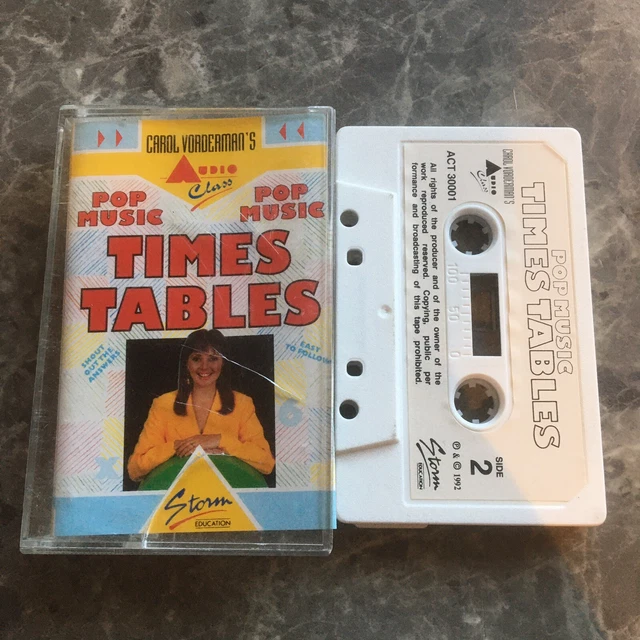 CAROL VORDERMAN'S
AUDIO
Class
POP MUSIC
POP MUSIC
TIMES
TABLES
SHOUT
OUT THE
ANSWERS
EASY
TO FOLLOW
6
x
Storm
EDUCATION
CAROL VORDERMAN'S
AUDIO
Class
POP MUSIC
TIMES TABLES
ACT 30001
All rights of the producer and of the owner of the
work reproduced reserved. Copying, public per
formance and broadcasting of this tape prohibited.
100 50 0
Storm
EDUCATION
℗ & © 1992
SIDE
2